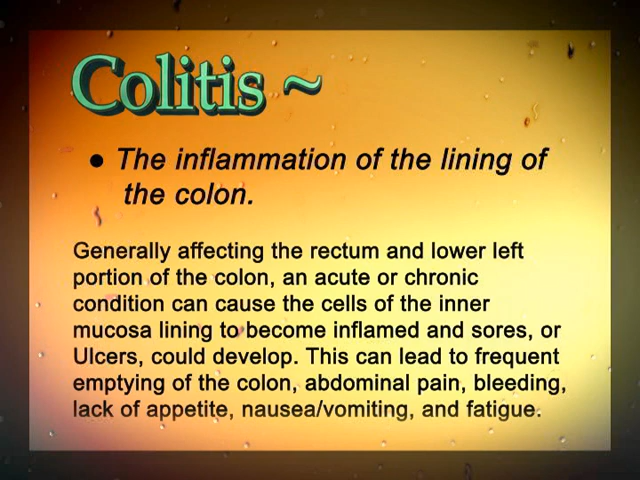 Colitis ~
• The inflammation of the lining of
the colon.
Generally affecting the rectum and lower left
portion of the colon, an acute or chronic
condition can cause the cells of the inner
mucosa lining to become inflamed and sores, or
Ulcers, could develop. This can lead to frequent
emptying of the colon, abdominal pain, bleeding,
lack of appetite, nausea/vomiting, and fatigue.